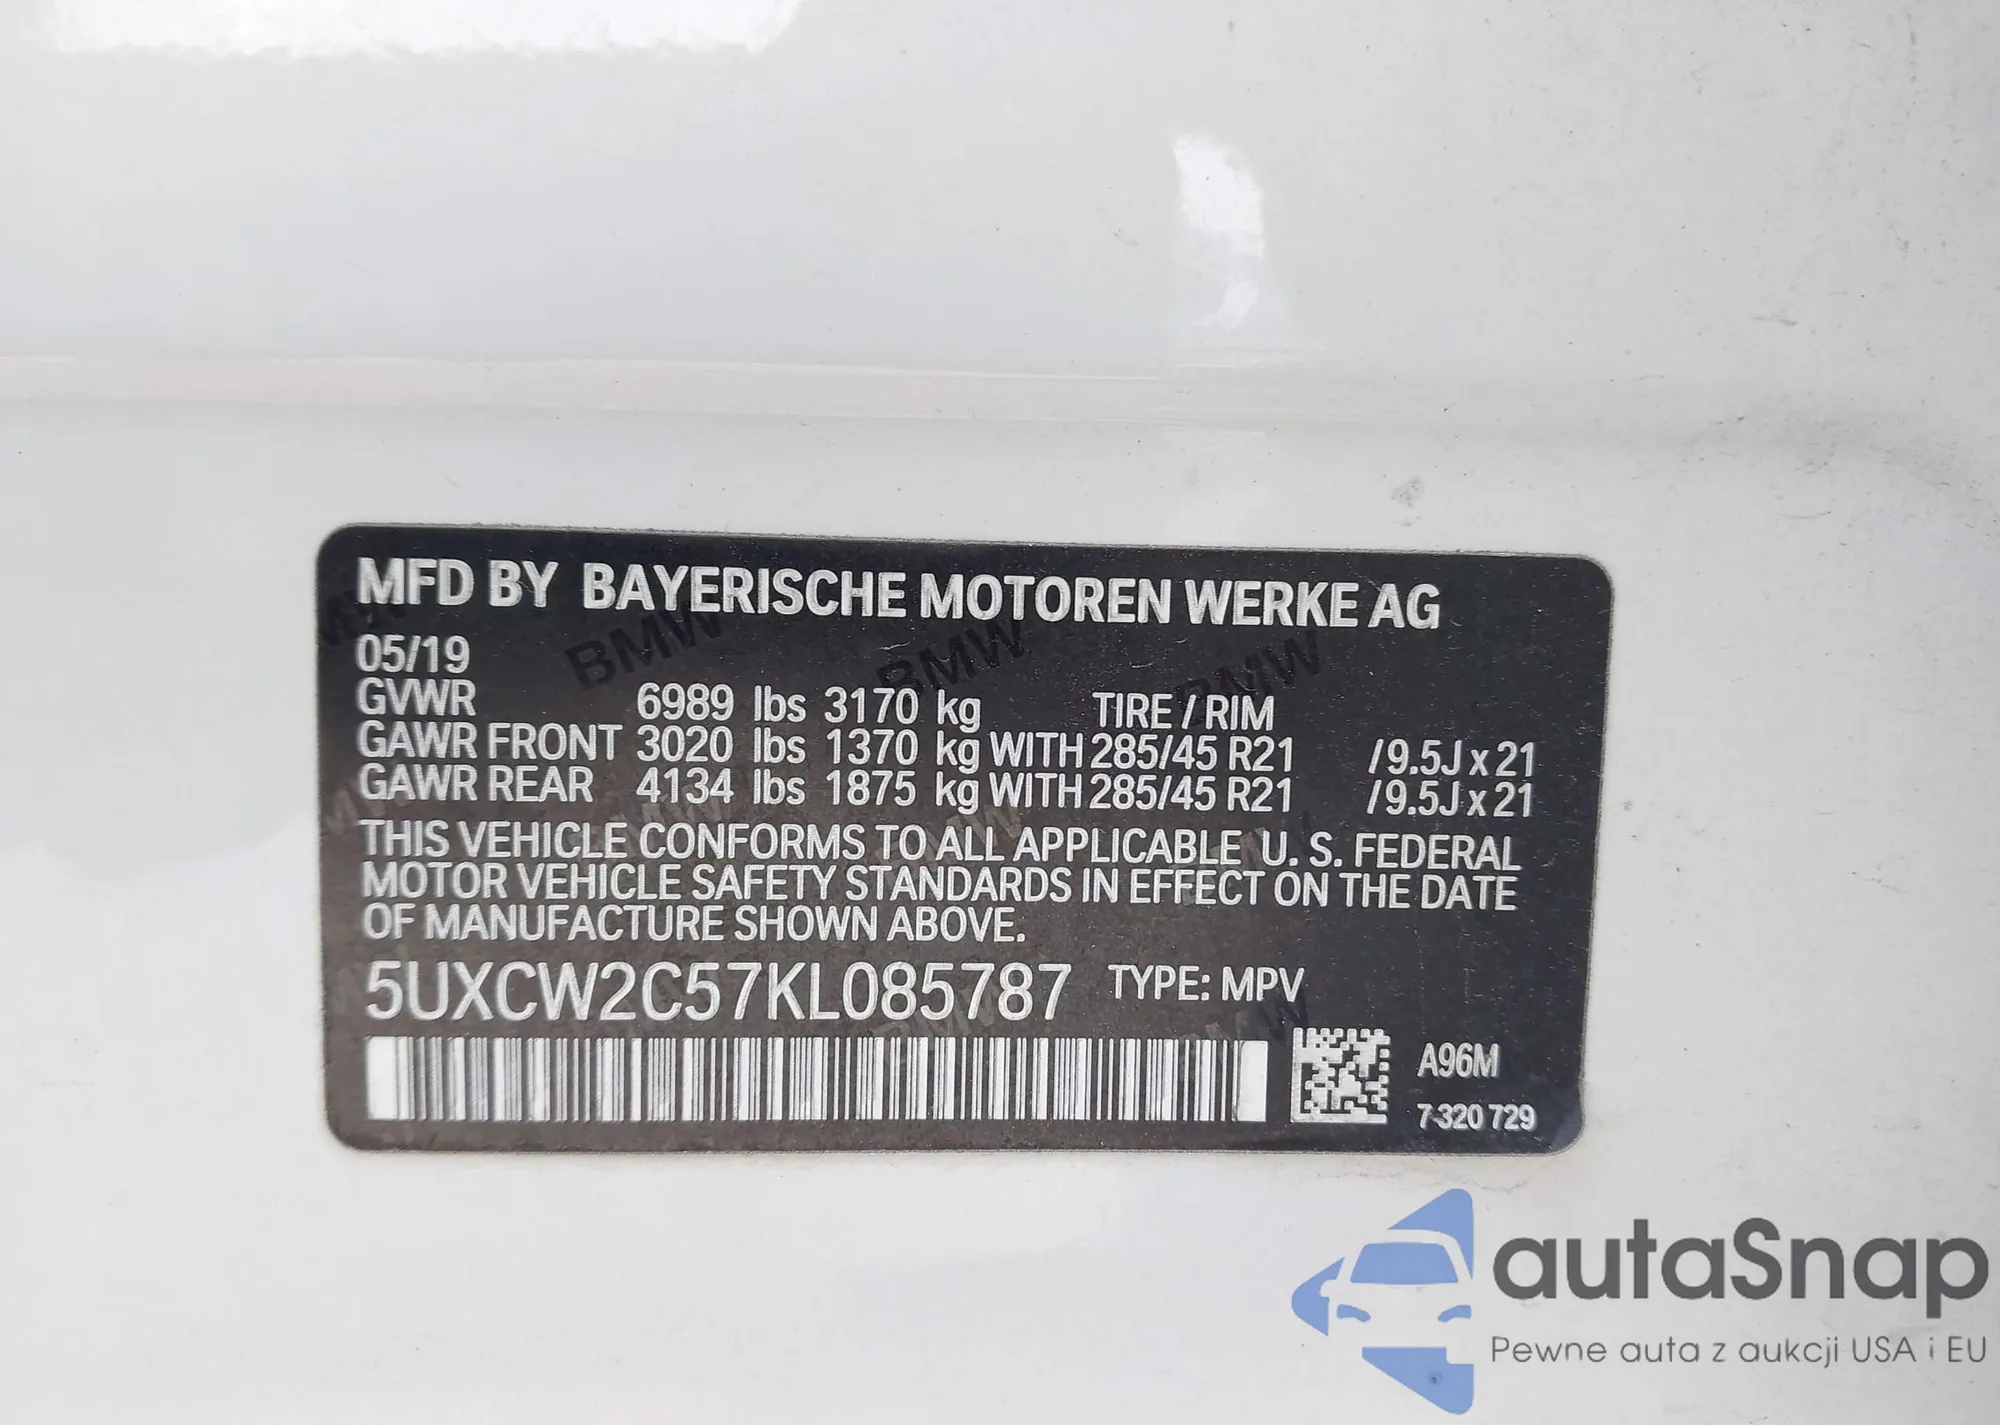 MFD BY BAYERISCHE MOTOREN WERKE AG
05/19
GVWR 6989 lbs 3170 kg TIRE / RIM
GAWR FRONT 3020 lbs 1370 kg WITH 285/45 R21 /9.5J x 21
GAWR REAR 4134 lbs 1875 kg WITH 285/45 R21 /9.5J x 21
THIS VEHICLE CONFORMS TO ALL APPLICABLE U. S. FEDERAL
MOTOR VEHICLE SAFETY STANDARDS IN EFFECT ON THE DATE
OF MANUFACTURE SHOWN ABOVE.
5UXCW2C57KL085787 TYPE: MPV
A96M
7 320 729
autaSnap
Pewne auta z aukcji USA i EU